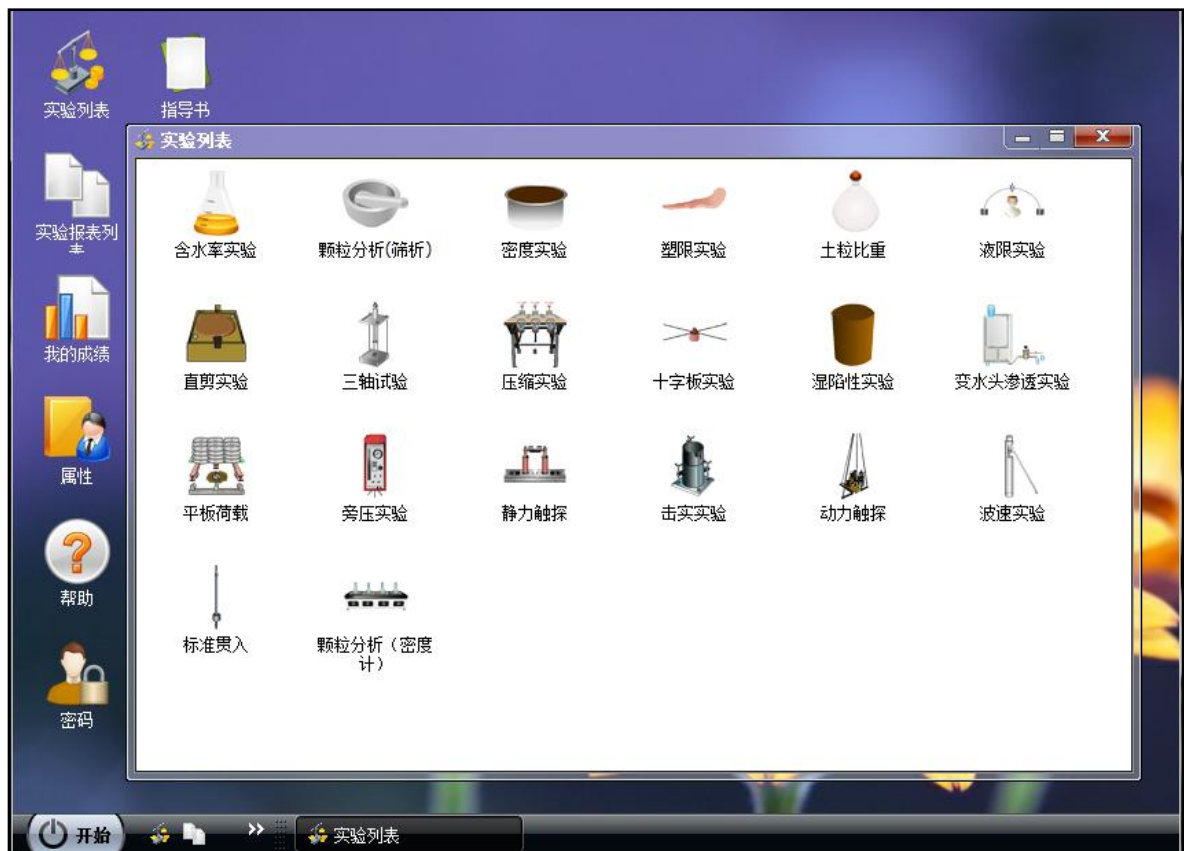 实验列表
指导书
实验列表
实验报表列
我的成绩
属性
帮助
密码
含水率实验
颗粒分析(筛析)
密度实验
塑限实验
土粒比重
液限实验
直剪实验
三轴试验
压缩实验
十字板实验
湿陷性实验
变水头渗透实验
平板荷载
旁压实验
静力触探
击实实验
动力触探
波速实验
标准贯入
颗粒分析（密度
计）
开始
实验列表